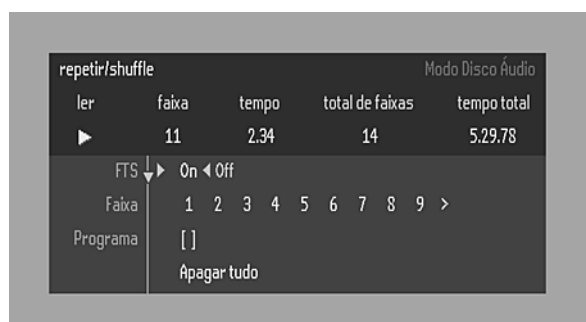 repetir/shuffle Modo Disco Áudio
ler faixa tempo total de faixas tempo total
11 2.34 14 5.29.78
FTS On Off
Faixa 1 2 3 4 5 6 7 8 9 >
Programa [ ]
Apagar tudo